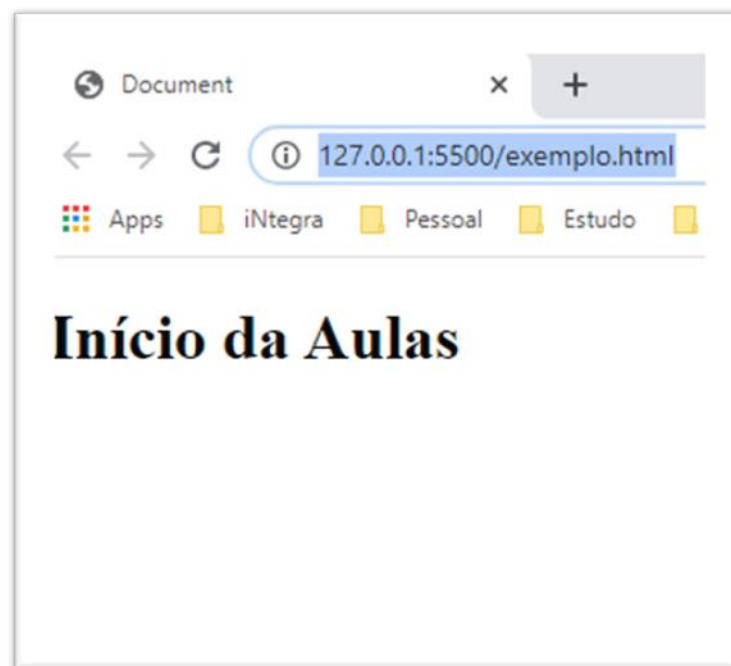 Document
127.0.0.1:5500/exemplo.html
Apps iNtegra Pessoal Estudo
Início da Aulas